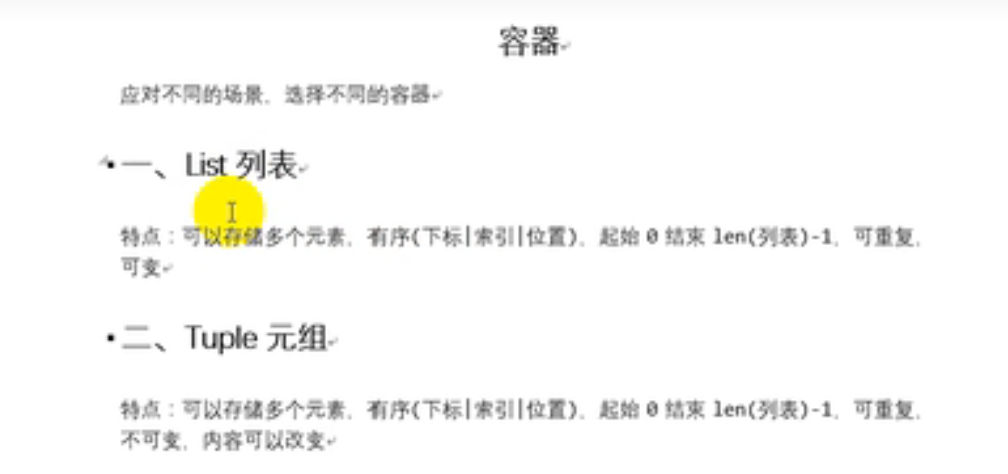 容器
应对不同的场景，选择不同的容器
一、List 列表
特点：可以存储多个元素，有序(下标|索引|位置)，起始 0 结束 len(列表)-1，可重复，
可变
二、Tuple 元组
特点：可以存储多个元素，有序(下标|索引|位置)，起始 0 结束 len(列表)-1，可重复，
不可变，内容可以改变